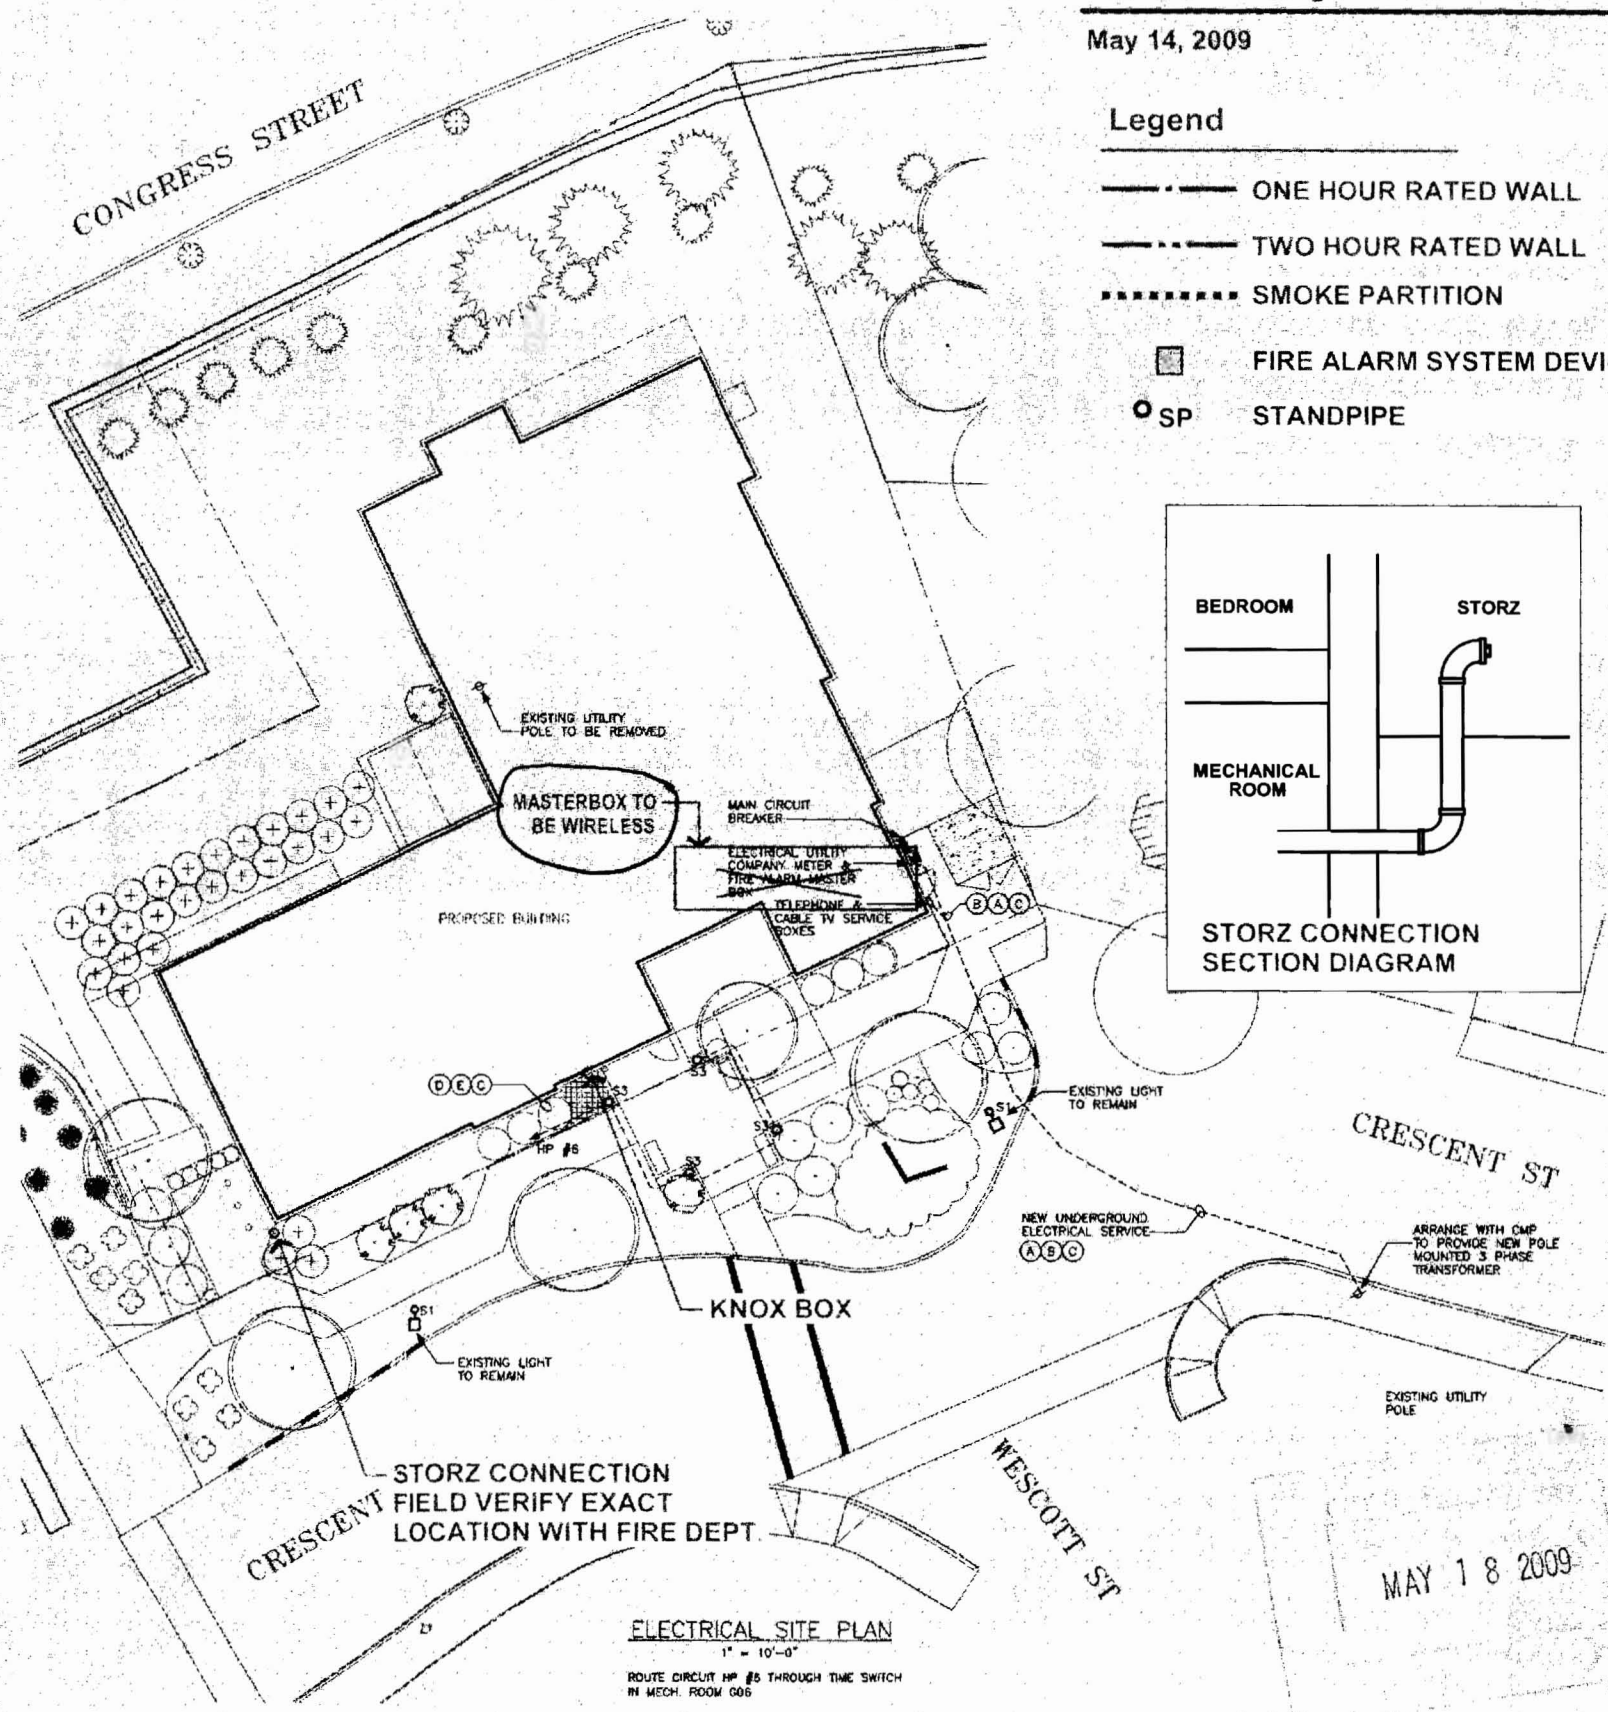 May 14, 2009
Legend
ONE HOUR RATED WALL
TWO HOUR RATED WALL
SMOKE PARTITION
FIRE ALARM SYSTEM DEVI
SP STANDPIPE
CONGRESS STREET
BEDROOM
STORZ
MECHANICAL
ROOM
STORZ CONNECTION
SECTION DIAGRAM
EXISTING UTILITY
POLE TO BE REMOVED
MASTERBOX TO
BE WIRELESS
MAIN CIRCUIT
BREAKER
ELECTRICAL UTILITY
COMPANY METER &
FIRE ALARM MASTER
BOX
TELEPHONE &
CABLE TV SERVICE
BOXES
B A C
PROPOSED BUILDING
D E C
S3
S3
S3
S3
HP #6
S1
EXISTING LIGHT
TO REMAIN
CRESCENT ST
NEW UNDERGROUND
ELECTRICAL SERVICE
A B C
ARRANGE WITH CMP
TO PROVIDE NEW POLE
MOUNTED 3 PHASE
TRANSFORMER
KNOX BOX
S1
EXISTING LIGHT
TO REMAIN
EXISTING UTILITY
POLE
STORZ CONNECTION
FIELD VERIFY EXACT
LOCATION WITH FIRE DEPT.
CRESCENT
WESCOTT ST
MAY 18 2009
ELECTRICAL SITE PLAN
1" = 10'-0"
ROUTE CIRCUIT HP #6 THROUGH TIME SWITCH
IN MECH. ROOM G06